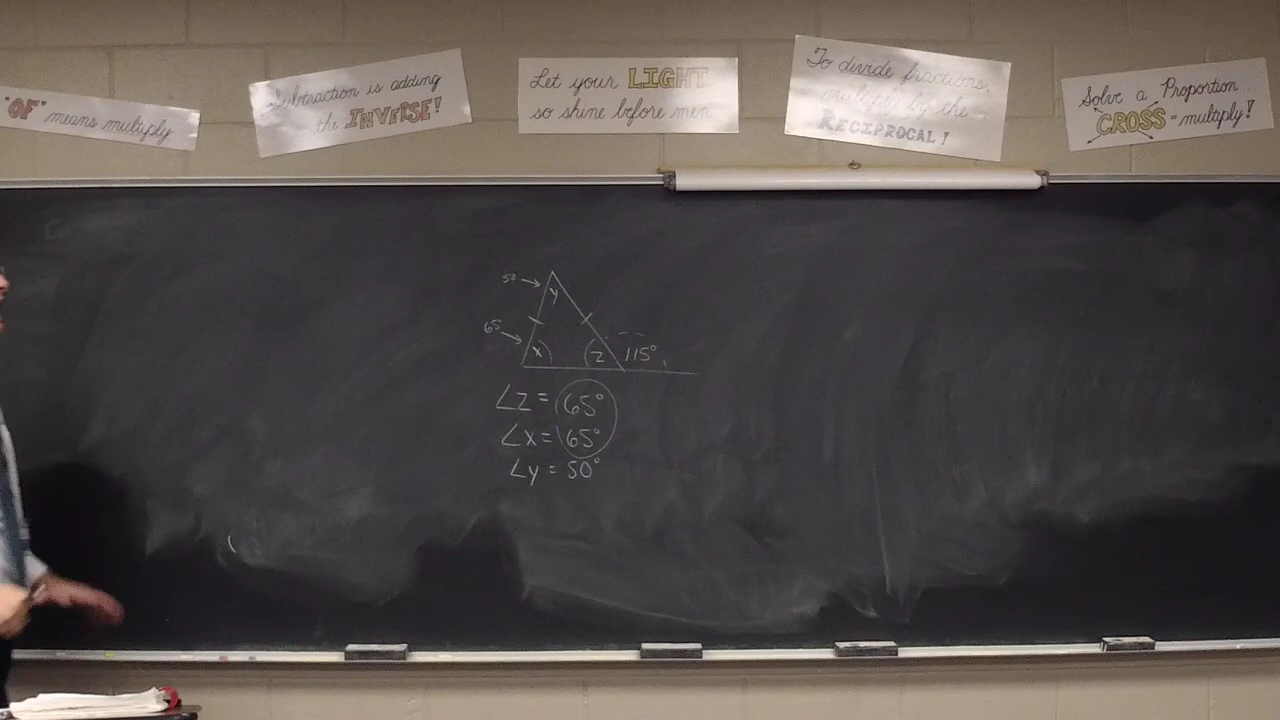 "OF" means multiply
Subtraction is adding
the INVERSE!
Let your LIGHT
so shine before men
To divide fractions,
multiply by the
RECIPROCAL!
Solve a Proportion...
CROSS-multiply!
50
y
65
x
z
115°
∠z = 65°
∠x = 65°
∠y = 50°